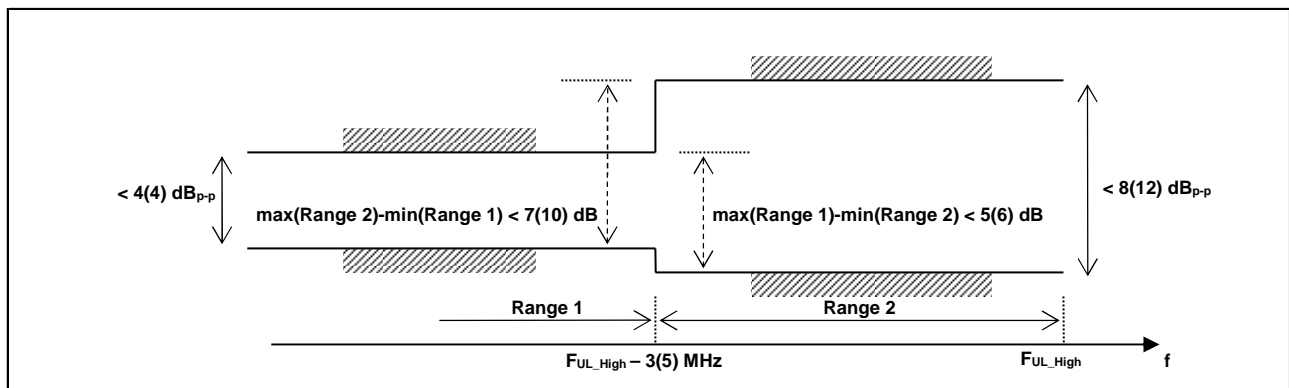 < 4(4) dBp-p
max(Range 2)-min(Range 1) < 7(10) dB
max(Range 1)-min(Range 2) < 5(6) dB
< 8(12) dBp-p
Range 1
Range 2
FUL_High – 3(5) MHz
FUL_High
f